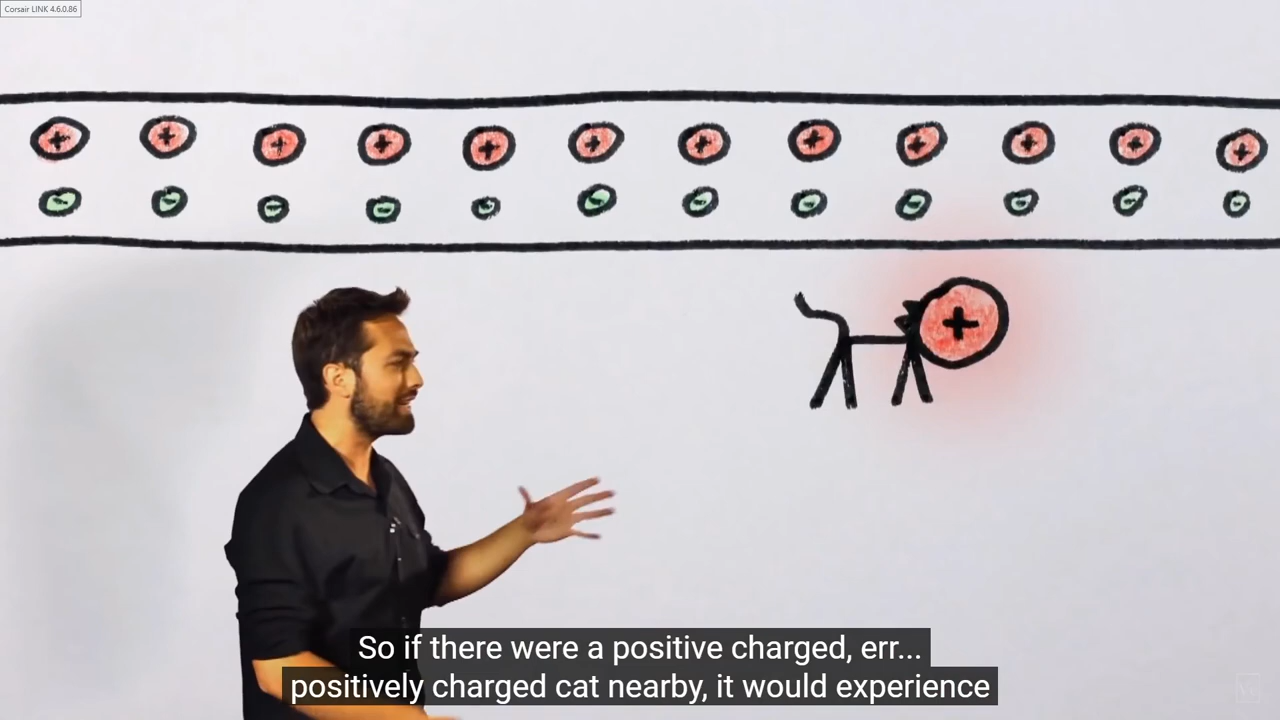 Corsair LINK 4.6.0.86
+ + + + + + + + + + + +
- - - - - - - - - - - -
+
So if there were a positive charged, err...
positively charged cat nearby, it would experience